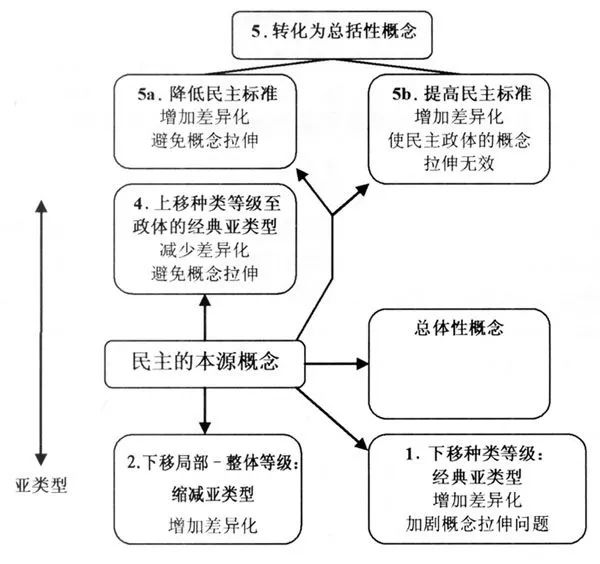 5.转化为总括性概念
5a. 降低民主标准
增加差异化
避免概念拉伸
5b. 提高民主标准
增加差异化
使民主政体的概念
拉伸无效
4. 上移种类等级至
政体的经典亚类型
减少差异化
避免概念拉伸
总体性概念
民主的本源概念
2.下移局部-整体等级:
缩减亚类型
增加差异化
1. 下移种类等级:
经典亚类型
增加差异化
加剧概念拉伸问题
亚类型